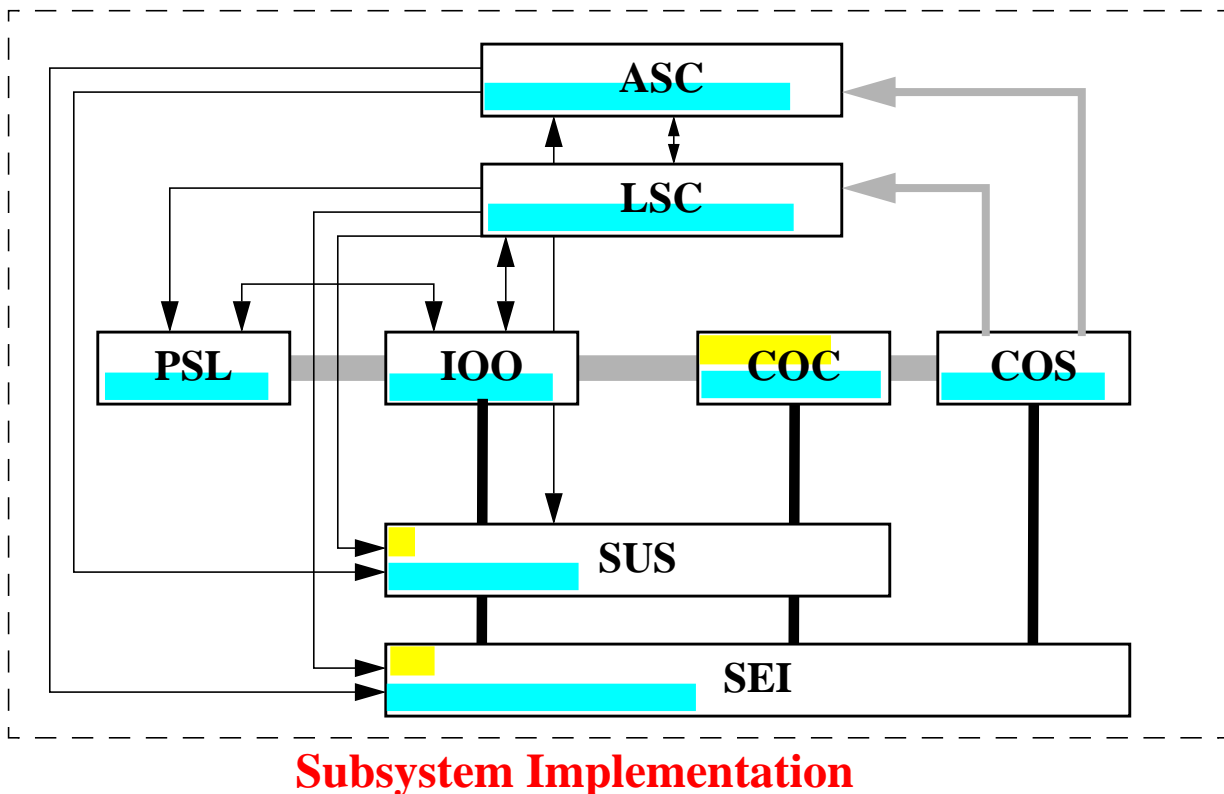 ASC
LSC
PSL
IOO
COC
COS
SUS
SEI
Subsystem Implementation